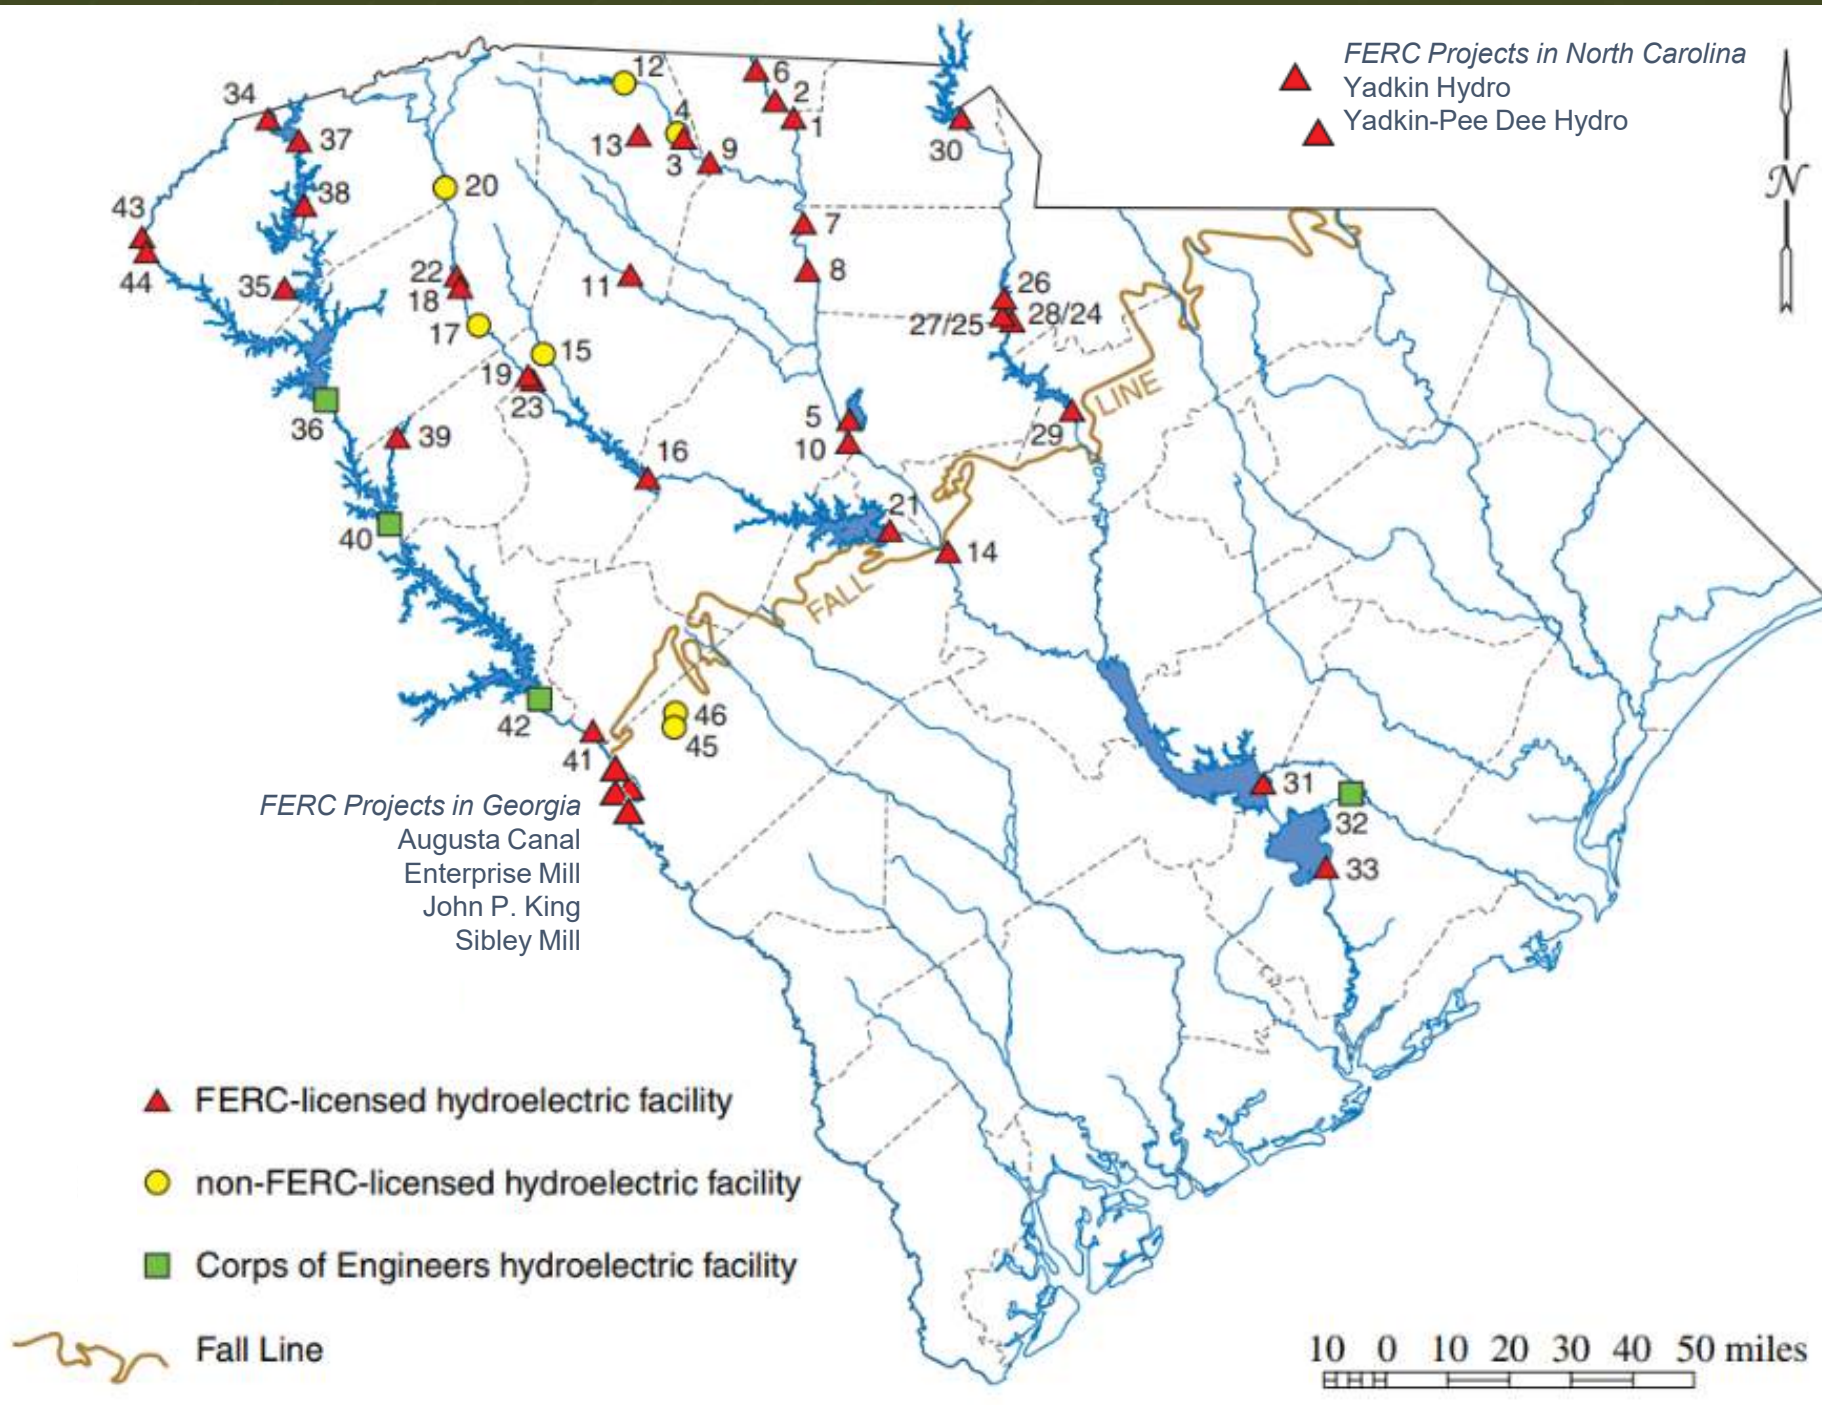 FERC Projects in North Carolina
Yadkin Hydro
Yadkin-Pee Dee Hydro
N
12
6
34
2
4
1
37
13
3
9
30
20
38
43
7
22
8
26
44
35
18
11
27/25
28/24
17
15
19
23
LINE
5
36
39
10
29
16
21
40
14
FALL
46
42
45
41
31
32
33
FERC Projects in Georgia
Augusta Canal
Enterprise Mill
John P. King
Sibley Mill
FERC-licensed hydroelectric facility
non-FERC-licensed hydroelectric facility
Corps of Engineers hydroelectric facility
Fall Line
10 0 10 20 30 40 50 miles